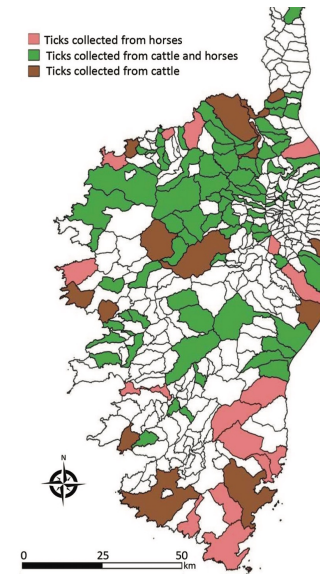 Ticks collected from horses
Ticks collected from cattle and horses
Ticks collected from cattle
N
0 25 50 km